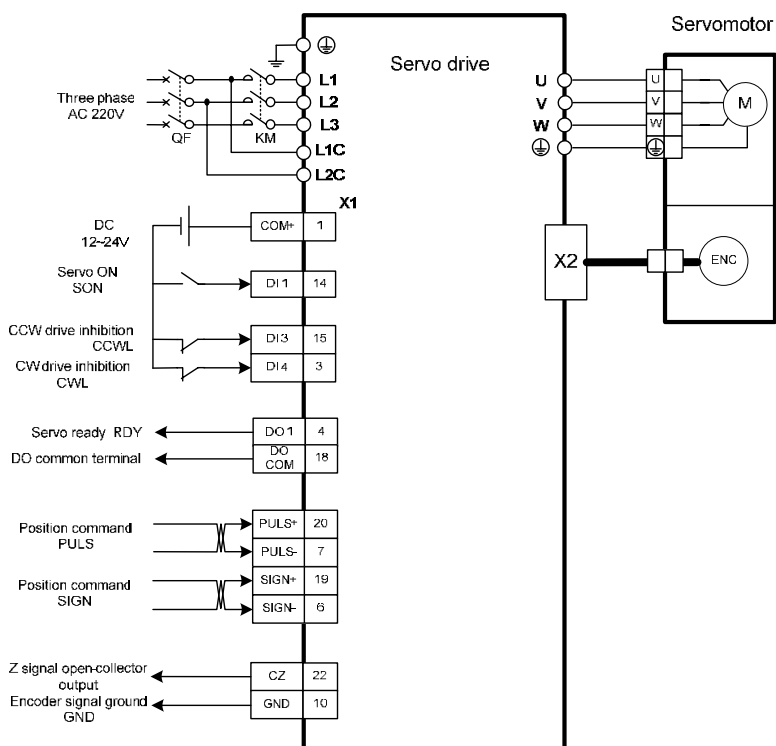 Servomotor
Servo drive
Three phase
AC 220V
QF
KM
L1
L2
L3
L1C
L2C
U
V
W
U
V
W
M
X1
DC
12~24V
COM+ 1
Servo ON
SON
DI1 14
CCW drive inhibition
CCWL
DI3 15
CW drive inhibition
CWL
DI4 3
X2
ENC
Servo ready RDY
DO1 4
DO common terminal
DO
COM
18
Position command
PULS
PULS+ 20
PULS- 7
Position command
SIGN
SIGN+ 19
SIGN- 6
Z signal open-collector
output
CZ 22
Encoder signal ground
GND
GND 10